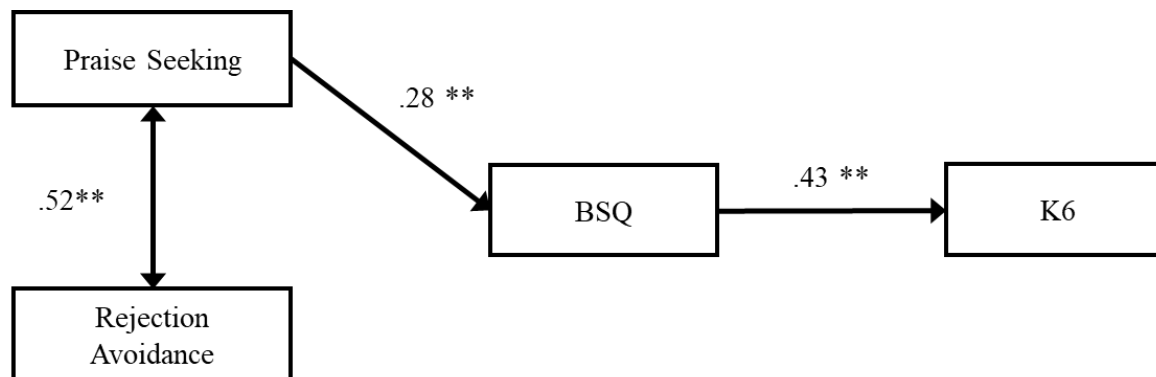 Praise Seeking
.28 **
.52**
BSQ
.43 **
K6
Rejection
Avoidance